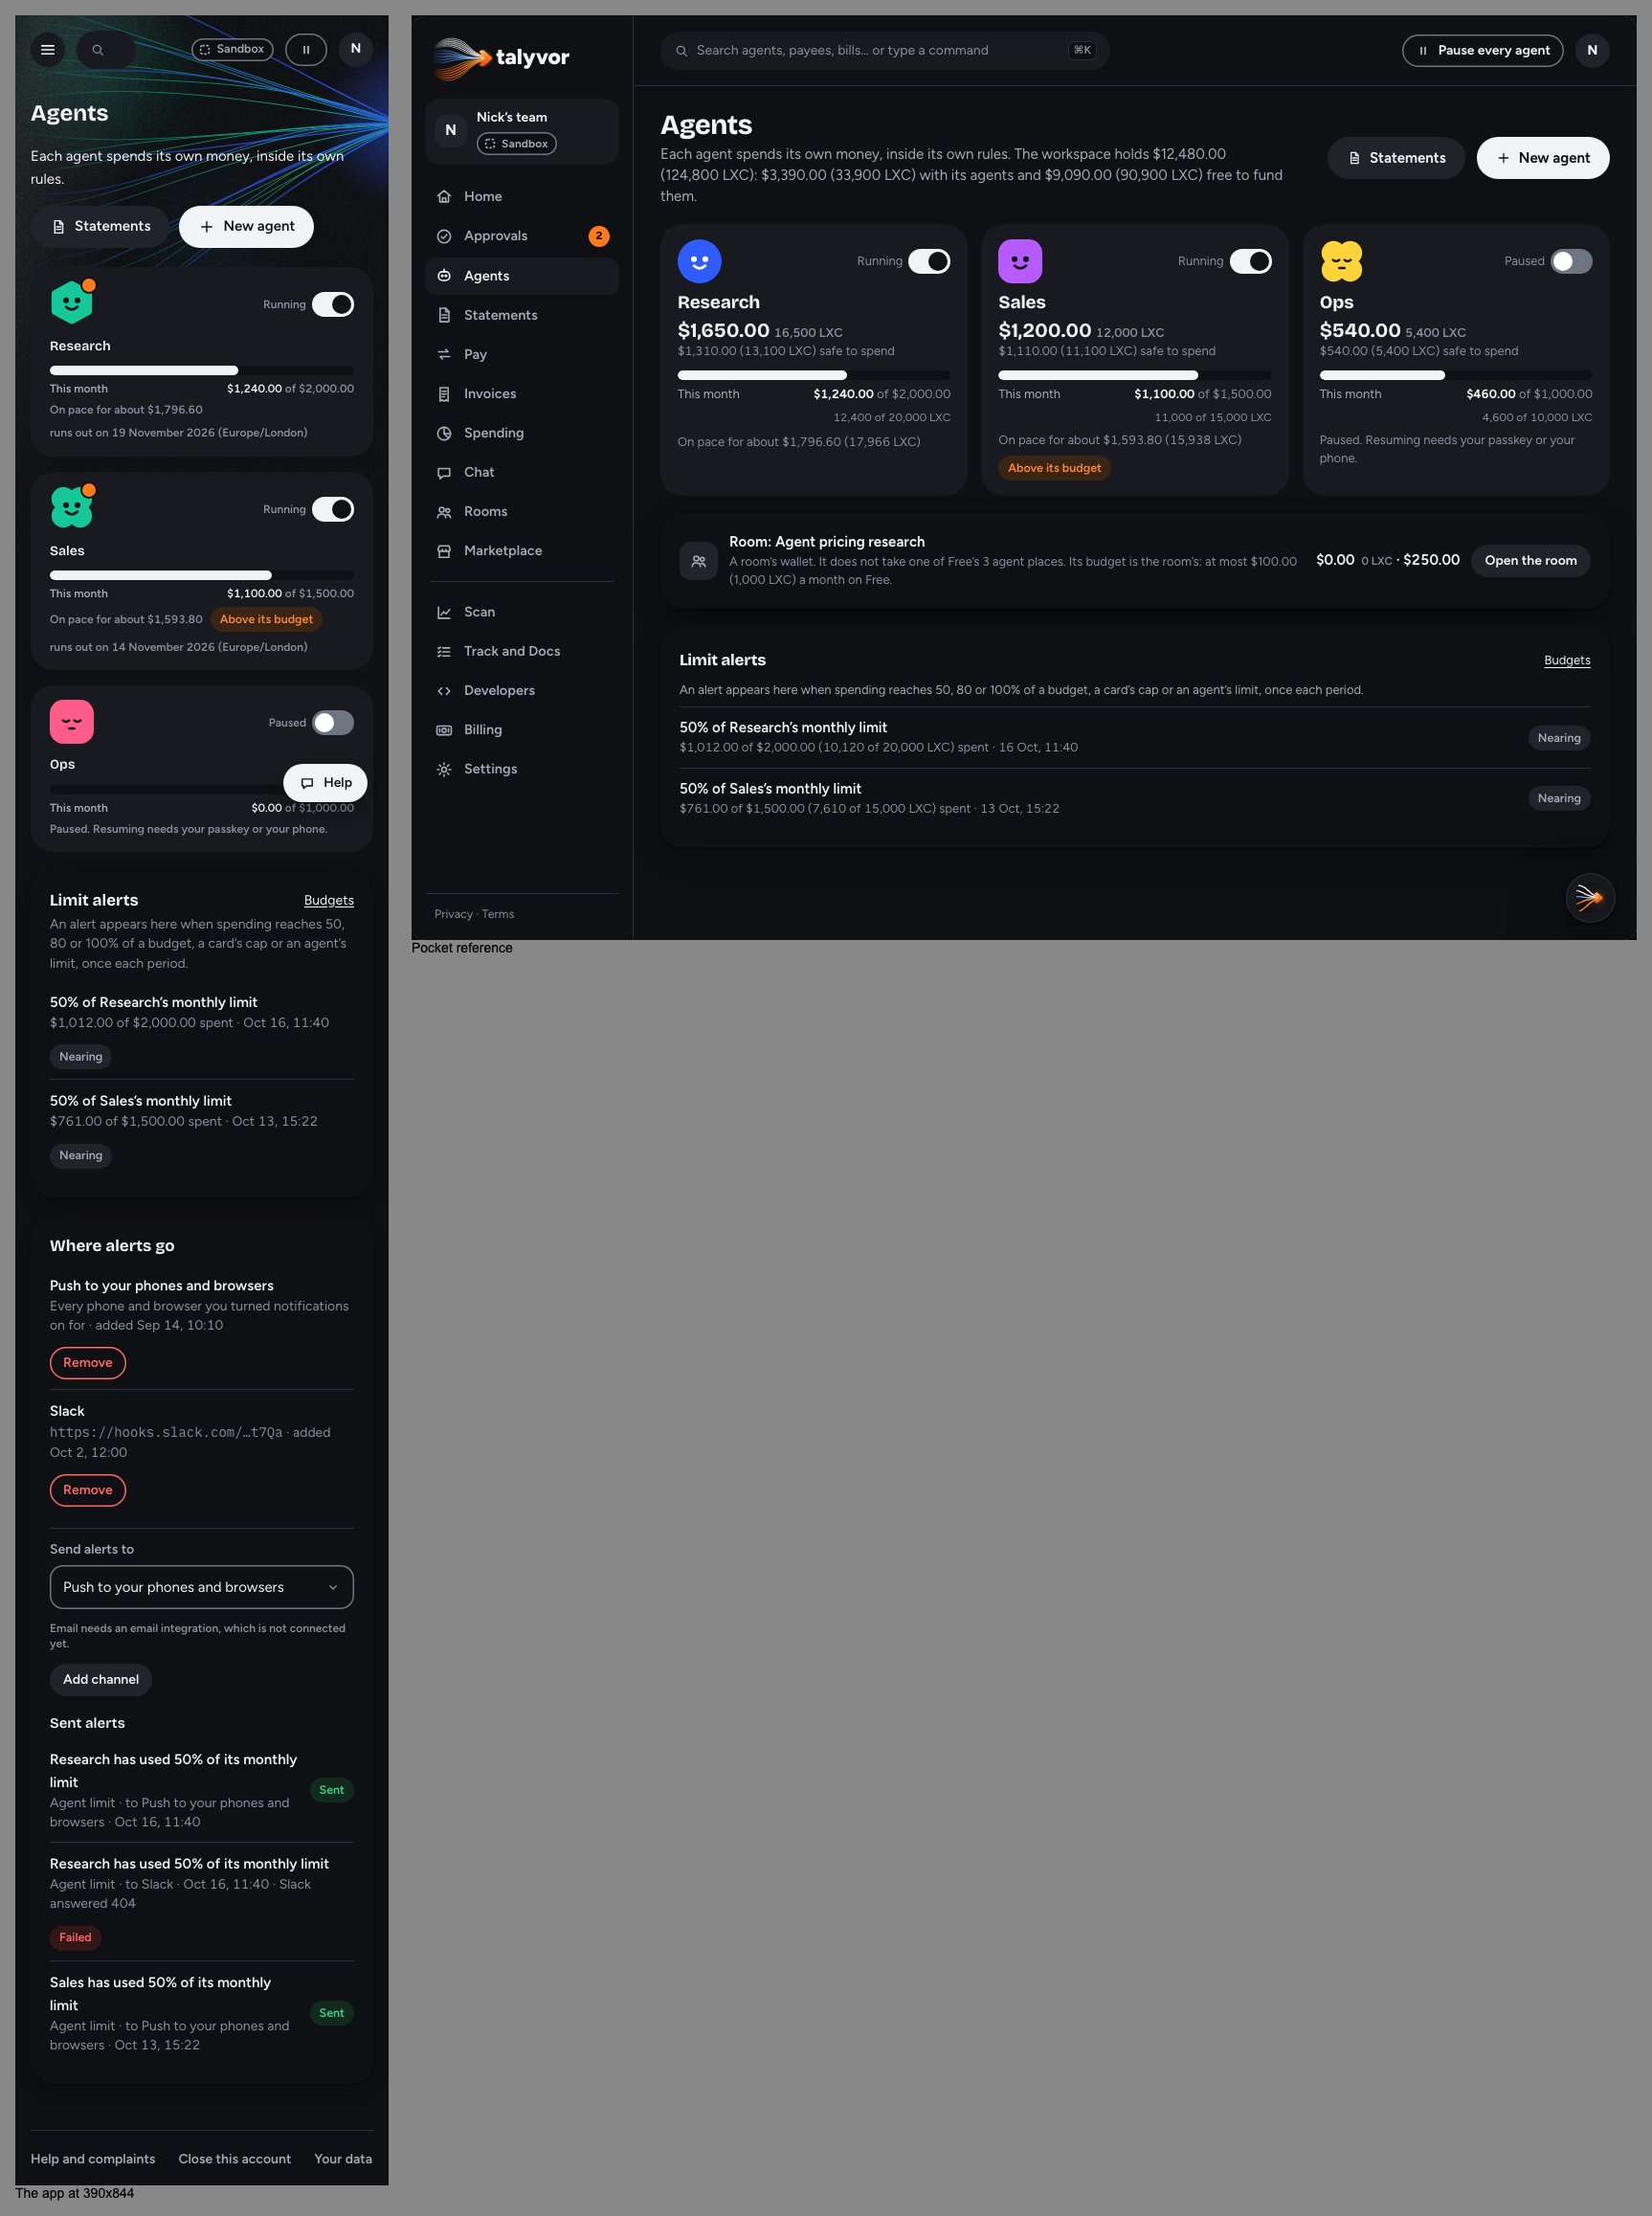 Sandbox
N
Agents
Each agent spends its own money, inside its own
rules.
Statements
New agent
Running
Research
This month
$1,240.00 of $2,000.00
On pace for about $1,796.60
runs out on 19 November 2026 (Europe/London)
Running
Sales
This month
$1,100.00 of $1,500.00
On pace for about $1,593.80
Above its budget
runs out on 14 November 2026 (Europe/London)
Paused
Ops
Help
This month
$0.00 of $1,000.00
Paused. Resuming needs your passkey or your phone.
Limit alerts
Budgets
An alert appears here when spending reaches 50,
80 or 100% of a budget, a card's cap or an agent's
limit, once each period.
50% of Research's monthly limit
$1,012.00 of $2,000.00 spent · Oct 16, 11:40
Nearing
50% of Sales's monthly limit
$761.00 of $1,500.00 spent · Oct 13, 15:22
Nearing
Where alerts go
Push to your phones and browsers
Every phone and browser you turned notifications
on for · added Sep 14, 10:10
Remove
Slack
https://hooks.slack.com/…t7Qa · added
Oct 2, 12:00
Remove
Send alerts to
Push to your phones and browsers
Email needs an email integration, which is not connected
yet.
Add channel
Sent alerts
Research has used 50% of its monthly
limit
Agent limit · to Push to your phones and
browsers · Oct 16, 11:40
Sent
Research has used 50% of its monthly limit
Agent limit · to Slack · Oct 16, 11:40 · Slack
answered 404
Failed
Sales has used 50% of its monthly
limit
Agent limit · to Push to your phones and
browsers · Oct 13, 15:22
Sent
Help and complaints
Close this account
Your data
The app at 390x844
talyvor
N
Nick's team
Sandbox
Home
Approvals
2
Agents
Statements
Pay
Invoices
Spending
Chat
Rooms
Marketplace
Scan
Track and Docs
Developers
Billing
Settings
Privacy · Terms
Search agents, payees, bills... or type a command
⌘K
Pause every agent
N
Agents
Each agent spends its own money, inside its own rules. The workspace holds $12,480.00
(124,800 LXC): $3,390.00 (33,900 LXC) with its agents and $9,090.00 (90,900 LXC) free to fund
them.
Statements
New agent
Running
Research
$1,650.00 16,500 LXC
$1,310.00 (13,100 LXC) safe to spend
This month
$1,240.00 of $2,000.00
12,400 of 20,000 LXC
On pace for about $1,796.60 (17,966 LXC)
Running
Sales
$1,200.00 12,000 LXC
$1,110.00 (11,100 LXC) safe to spend
This month
$1,100.00 of $1,500.00
11,000 of 15,000 LXC
On pace for about $1,593.80 (15,938 LXC)
Above its budget
Paused
Ops
$540.00 5,400 LXC
$540.00 (5,400 LXC) safe to spend
This month
$460.00 of $1,000.00
4,600 of 10,000 LXC
Paused. Resuming needs your passkey or your
phone.
Room: Agent pricing research
A room's wallet. It does not take one of Free's 3 agent places. Its budget is the room's: at most $100.00
(1,000 LXC) a month on Free.
$0.00 0 LXC · $250.00
Open the room
Limit alerts
Budgets
An alert appears here when spending reaches 50, 80 or 100% of a budget, a card's cap or an agent's limit, once each period.
50% of Research's monthly limit
$1,012.00 of $2,000.00 (10,120 of 20,000 LXC) spent · 16 Oct, 11:40
Nearing
50% of Sales's monthly limit
$761.00 of $1,500.00 (7,610 of 15,000 LXC) spent · 13 Oct, 15:22
Nearing
Pocket reference